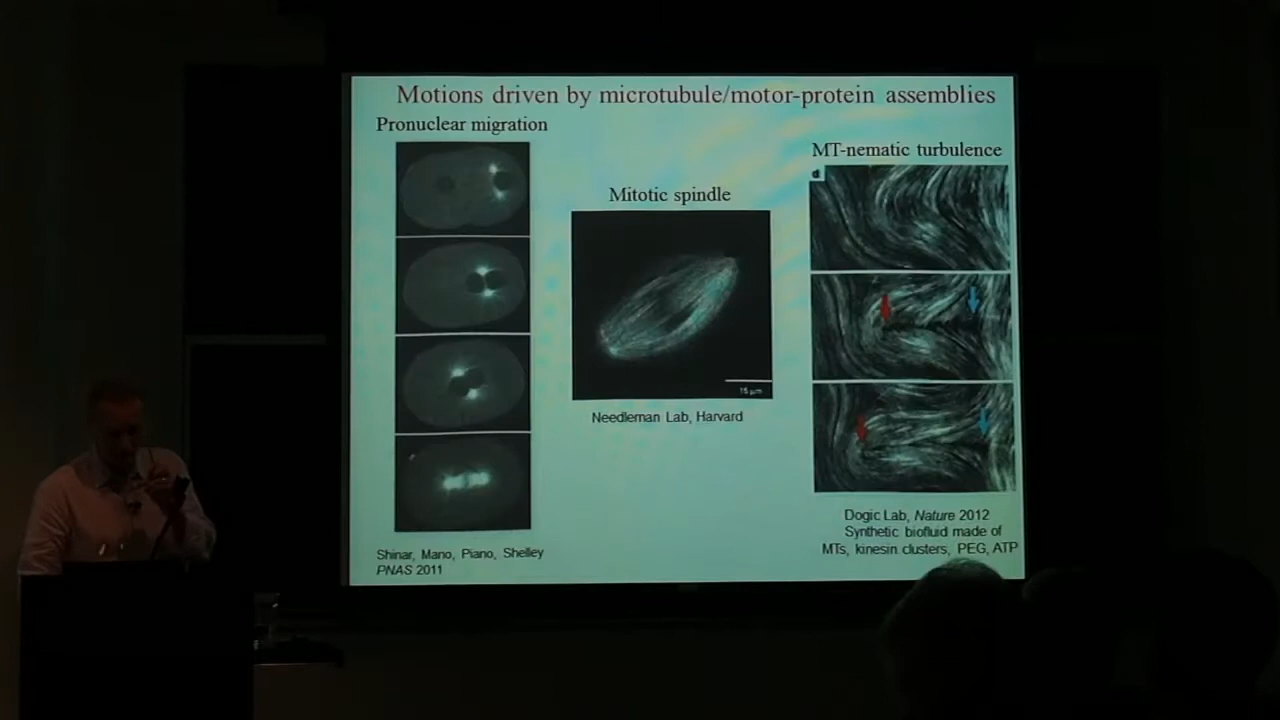 Motions driven by microtubule/motor-protein assemblies
Pronuclear migration
Shinar, Mano, Piano, Shelley
PNAS 2011
Mitotic spindle
15 µm
Needleman Lab, Harvard
MT-nematic turbulence
d
Dogic Lab, Nature 2012
Synthetic biofluid made of
MTs, kinesin clusters, PEG, ATP